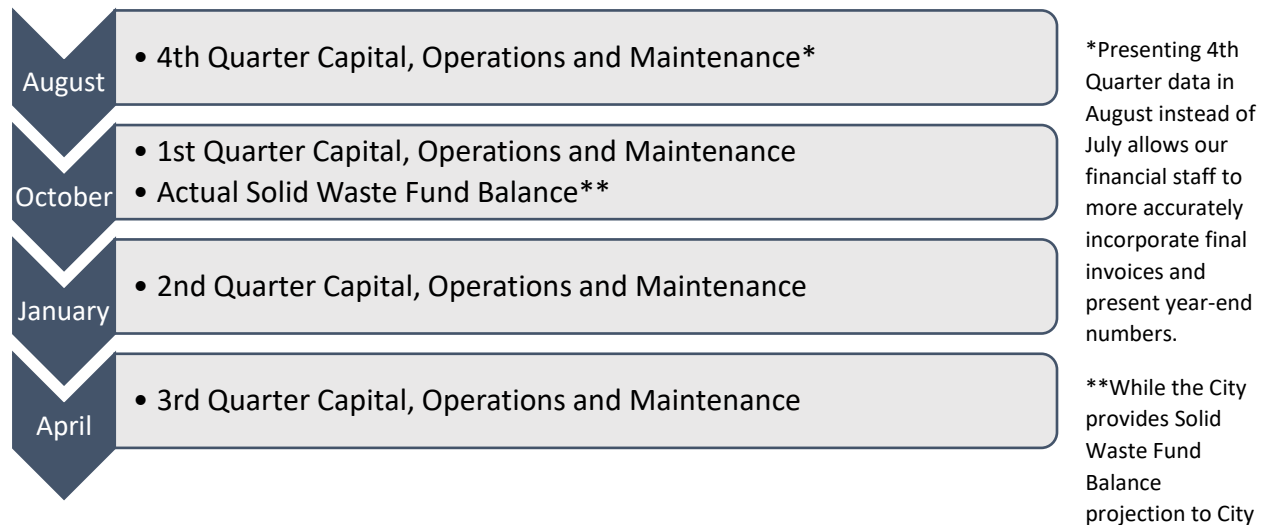 August
• 4th Quarter Capital, Operations and Maintenance*
October
• 1st Quarter Capital, Operations and Maintenance
• Actual Solid Waste Fund Balance**
January
• 2nd Quarter Capital, Operations and Maintenance
April
• 3rd Quarter Capital, Operations and Maintenance
*Presenting 4th
Quarter data in
August instead of
July allows our
financial staff to
more accurately
incorporate final
invoices and
present year-end
numbers.
**While the City
provides Solid
Waste Fund
Balance
projection to City